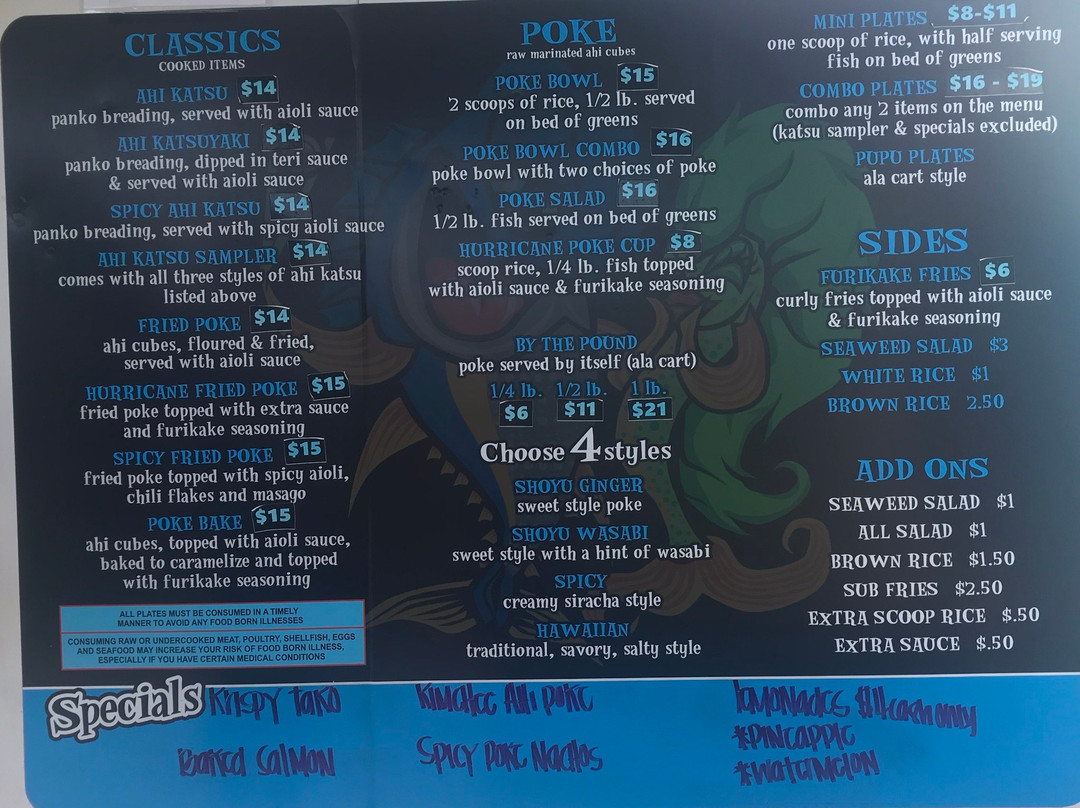 CLASSICS
COOKED ITEMS
AHI KATSU $14
panko breading, served with aioli sauce
AHI KATSUYAKI $14
panko breading, dipped in teri sauce
& served with aioli sauce
SPICY AHI KATSU $14
panko breading, served with spicy aioli sauce
AHI KATSU SAMPLER $14
comes with all three styles of ahi katsu
listed above
FRIED POKE $14
ahi cubes, floured & fried,
served with aioli sauce
HURRICANE FRIED POKE $15
fried poke topped with extra sauce
and furikake seasoning
SPICY FRIED POKE $15
fried poke topped with spicy aioli,
chili flakes and masago
POKE BAKE $15
ahi cubes, topped with aioli sauce,
baked to caramelize and topped
with furikake seasoning
ALL PLATES MUST BE CONSUMED IN A TIMELY
MANNER TO AVOID ANY FOOD BORN ILLNESSES
CONSUMING RAW OR UNDERCOOKED MEAT, POULTRY, SHELLFISH, EGGS
AND SEAFOOD MAY INCREASE YOUR RISK OF FOOD BORN ILLNESS,
ESPECIALLY IF YOU HAVE CERTAIN MEDICAL CONDITIONS
POKE
raw marinated ahi cubes
POKE BOWL $15
2 scoops of rice, 1/2 lb. served
on bed of greens
POKE BOWL COMBO $16
poke bowl with two choices of poke
POKE SALAD $16
1/2 lb. fish served on bed of greens
HURRICANE POKE CUP $8
scoop rice, 1/4 lb. fish topped
with aioli sauce & furikake seasoning
BY THE POUND
poke served by itself (ala cart)
1/4 lb. 1/2 lb. 1 lb.
$6 $11 $21
Choose 4 styles
SHOYU GINGER
sweet style poke
SHOYU WASABI
sweet style with a hint of wasabi
SPICY
creamy siracha style
HAWAIIAN
traditional, savory, salty style
MINI PLATES $8-$11
one scoop of rice, with half serving
fish on bed of greens
COMBO PLATES $16 - $19
combo any 2 items on the menu
(katsu sampler & specials excluded)
PUPU PLATES
ala cart style
SIDES
FURIKAKE FRIES $6
curly fries topped with aioli sauce
& furikake seasoning
SEAWEED SALAD $3
WHITE RICE $1
BROWN RICE 2.50
ADD ONS
SEAWEED SALAD $1
ALL SALAD $1
BROWN RICE $1.50
SUB FRIES $2.50
EXTRA SCOOP RICE $.50
EXTRA SAUCE $.50
Specials
Krispy Tako
Baked Salmon
Kimchee Ahi Poke
Spicy Poke Nachos
Lemonades $4
*Pineapple
*Watermelon